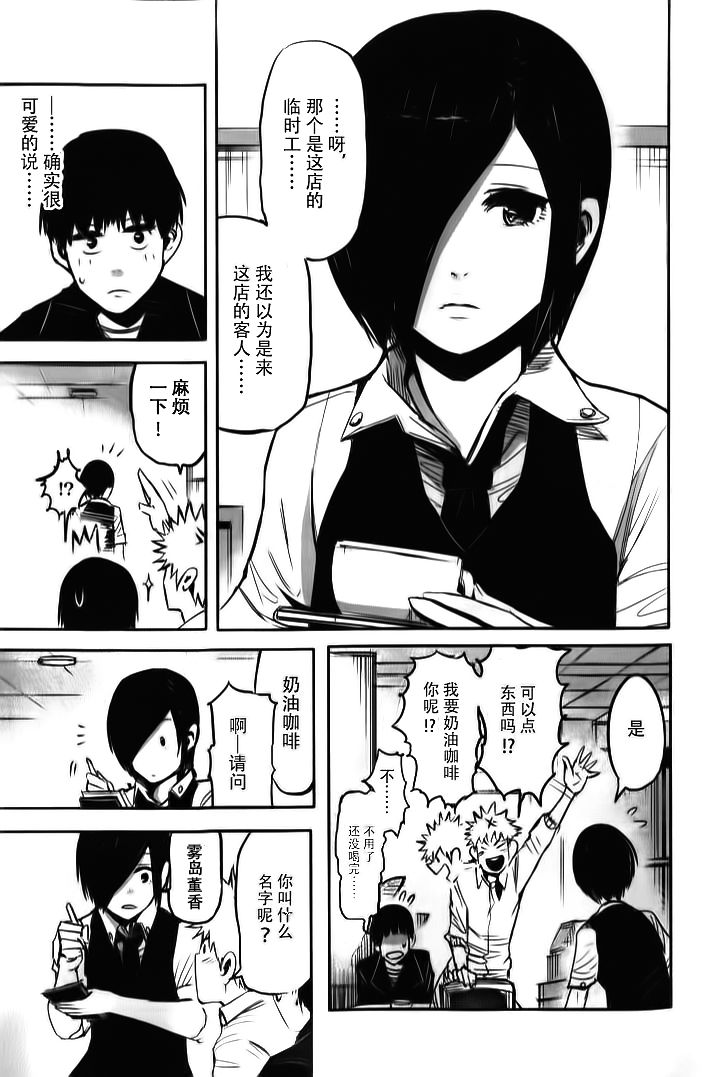 ……呀，
那个是这店的
临时工……
我还以为是来
这店的客人……
—……确实很
可爱的说……
麻烦
一下！
!?
是
可以点
东西吗!?
我要奶油咖啡
你呢!?
不……
不用了
还没喝完……
奶油咖啡
啊—请问
你叫什么
名字呢？
雾岛董香